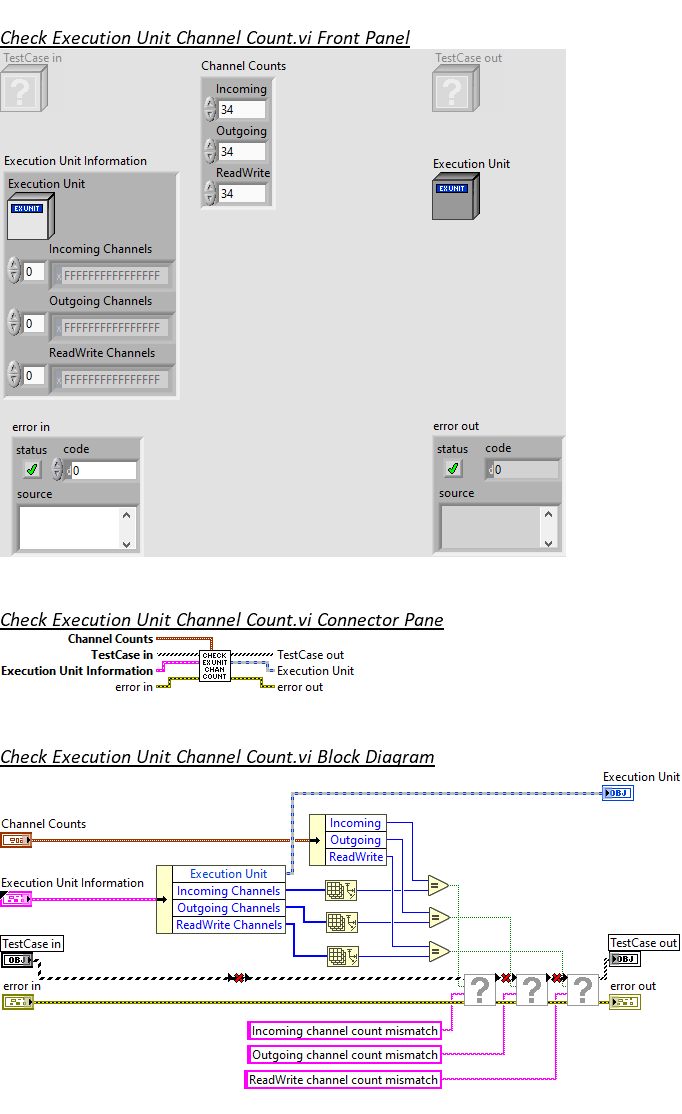 Check Execution Unit Channel Count.vi Front Panel
TestCase in
?
Channel Counts
Incoming
34
Outgoing
34
ReadWrite
34
TestCase out
?
Execution Unit Information
Execution Unit
EXUNIT
Incoming Channels
0
x FFFFFFFFFFFFFFFF
Outgoing Channels
0
x FFFFFFFFFFFFFFFF
ReadWrite Channels
0
x FFFFFFFFFFFFFFFF
Execution Unit
EXUNIT
error in
status code
d 0
source
error out
status code
d 0
source
Check Execution Unit Channel Count.vi Connector Pane
Channel Counts
TestCase in
Execution Unit Information
error in
CHECK
EXUNIT
CHAN
COUNT
TestCase out
Execution Unit
error out
Check Execution Unit Channel Count.vi Block Diagram
Execution Unit
OBJ
Channel Counts
Incoming
Outgoing
ReadWrite
Execution Unit Information
Execution Unit
Incoming Channels
Outgoing Channels
ReadWrite Channels
=
=
=
TestCase in
OBJ
error in
? ? ?
TestCase out
OBJ
error out
Incoming channel count mismatch
Outgoing channel count mismatch
ReadWrite channel count mismatch